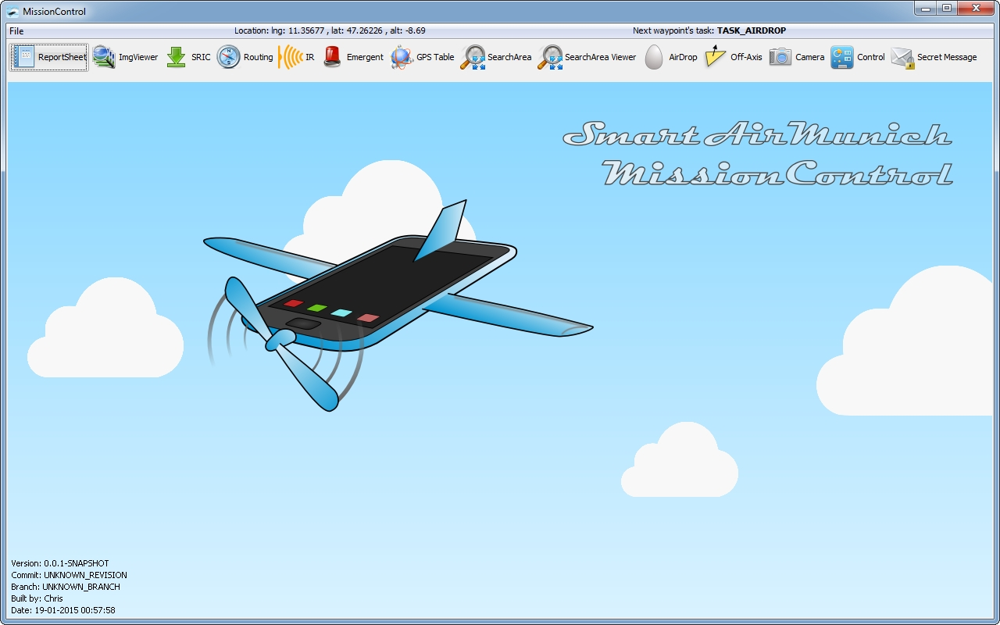 MissionControl
File Location: lng: 11.35677 , lat: 47.26226 , alt: -8.69 Next waypoint's task: TASK_AIRDROP
ReportSheet ImgViewer SRIC Routing IR Emergent GPS Table SearchArea SearchArea Viewer AirDrop Off-Axis Camera Control Secret Message
Smart AirMunich
MissionControl
Version: 0.0.1-SNAPSHOT
Commit: UNKNOWN_REVISION
Branch: UNKNOWN_BRANCH
Built by: Chris
Date: 19-01-2015 00:57:58